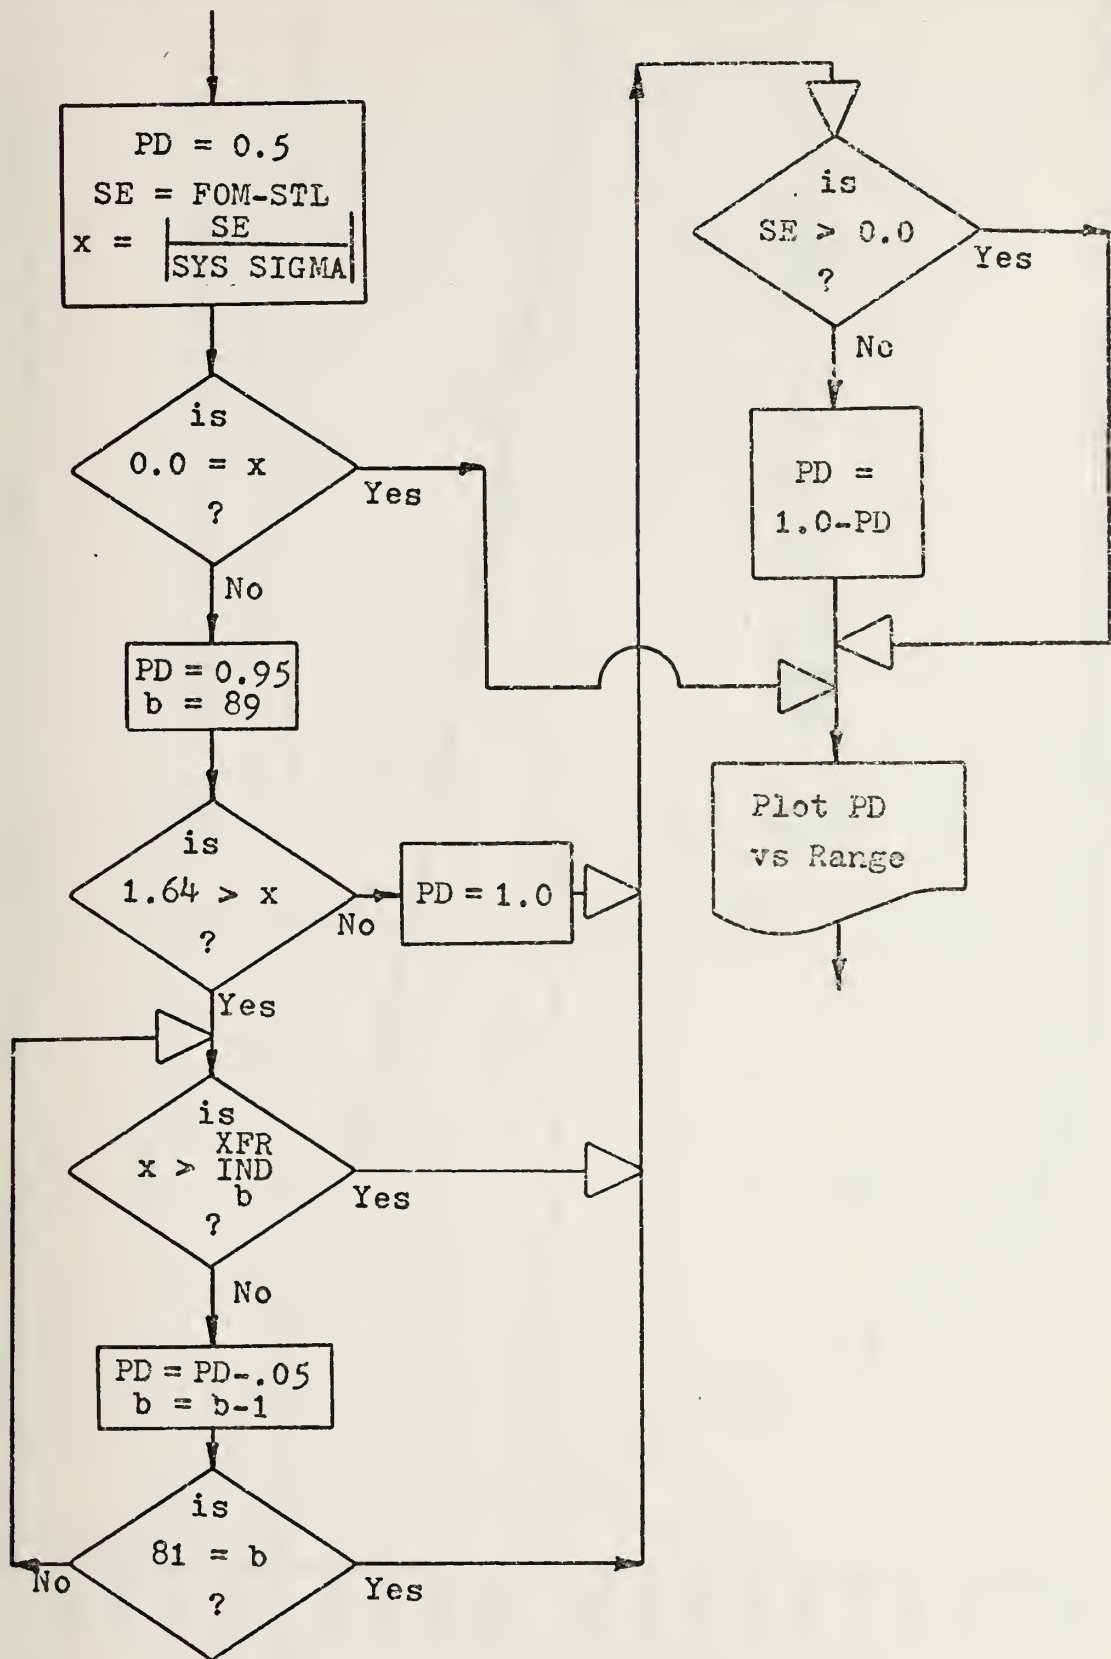 PD = 0.5
SE = FOM-STL
x = |SE / SYS SIGMA|
is
0.0 = x
?
Yes
No
PD = 0.95
b = 89
is
1.64 > x
?
No
PD = 1.0
Yes
is
x > XFR
IND
b
?
Yes
No
PD = PD-.05
b = b-1
is
81 = b
?
No
Yes
is
SE > 0.0
?
Yes
No
PD =
1.0-PD
Plot PD
vs Range